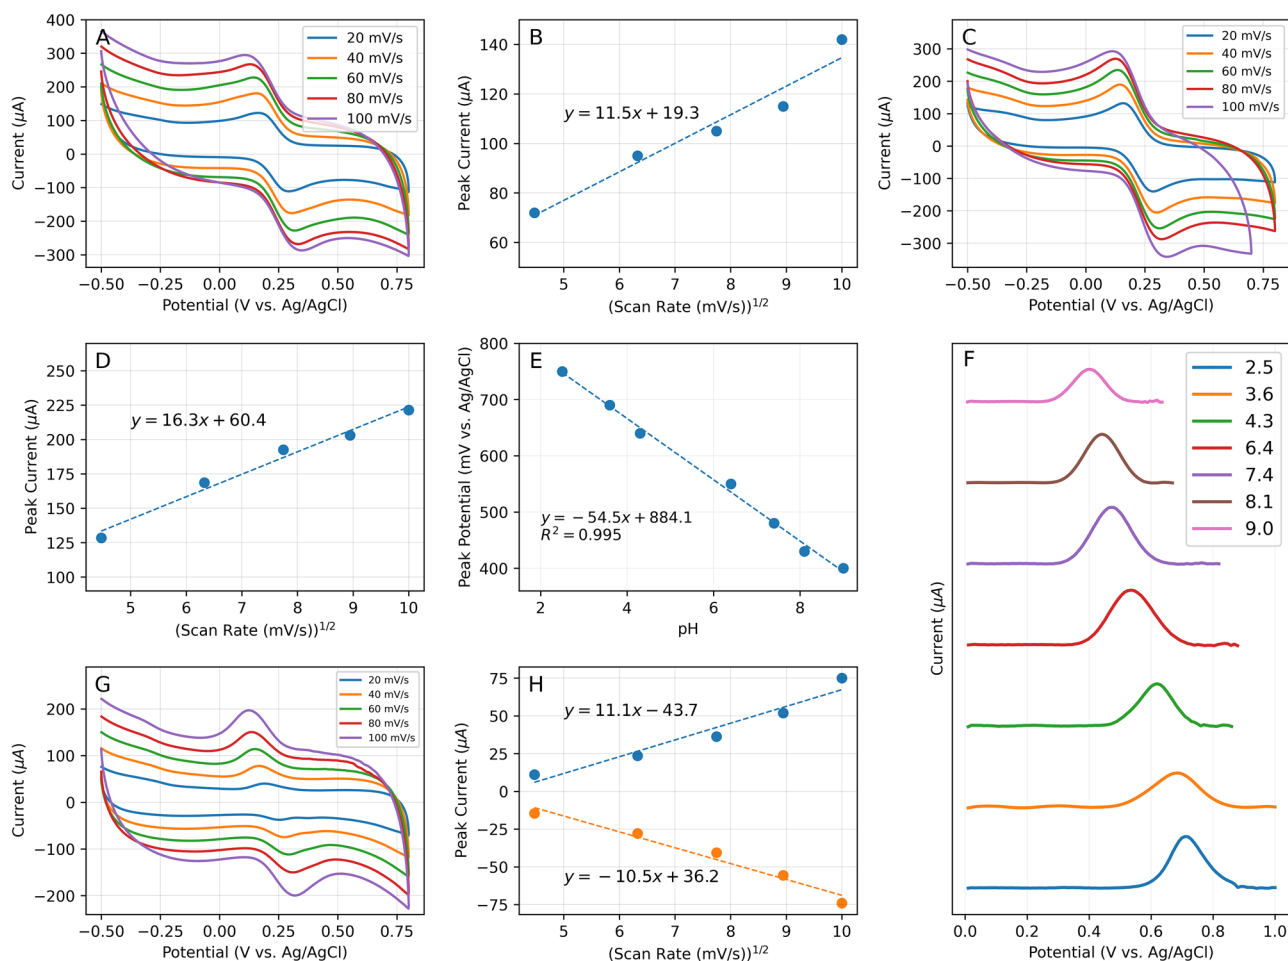 A
400
300
200
100
0
−100
−200
−300
−0.50 −0.25 0.00 0.25 0.50 0.75
Current (μA)
Potential (V vs. Ag/AgCl)
20 mV/s
40 mV/s
60 mV/s
80 mV/s
100 mV/s
B
140
120
100
80
60
5 6 7 8 9 10
Peak Current (μA)
(Scan Rate (mV/s))^{1/2}
y = 11.5x + 19.3
C
300
200
100
0
−100
−200
−300
−0.50 −0.25 0.00 0.25 0.50 0.75
Current (μA)
Potential (V vs. Ag/AgCl)
20 mV/s
40 mV/s
60 mV/s
80 mV/s
100 mV/s
D
250
225
200
175
150
125
100
5 6 7 8 9 10
Peak Current (μA)
(Scan Rate (mV/s))^{1/2}
y = 16.3x + 60.4
E
800
700
600
500
400
2 4 6 8
Peak Potential (mV vs. Ag/AgCl)
pH
y = − 54.5x + 884.1
R² = 0.995
F
2.5
3.6
4.3
6.4
7.4
8.1
9.0
Current (μA)
0.0 0.2 0.4 0.6 0.8 1.0
Potential (V vs. Ag/AgCl)
G
200
100
0
−100
−200
−0.50 −0.25 0.00 0.25 0.50 0.75
Current (μA)
Potential (V vs. Ag/AgCl)
20 mV/s
40 mV/s
60 mV/s
80 mV/s
100 mV/s
H
75
50
25
0
−25
−50
−75
5 6 7 8 9 10
Peak Current (μA)
(Scan Rate (mV/s))^{1/2}
y = 11.1x − 43.7
y = − 10.5x + 36.2